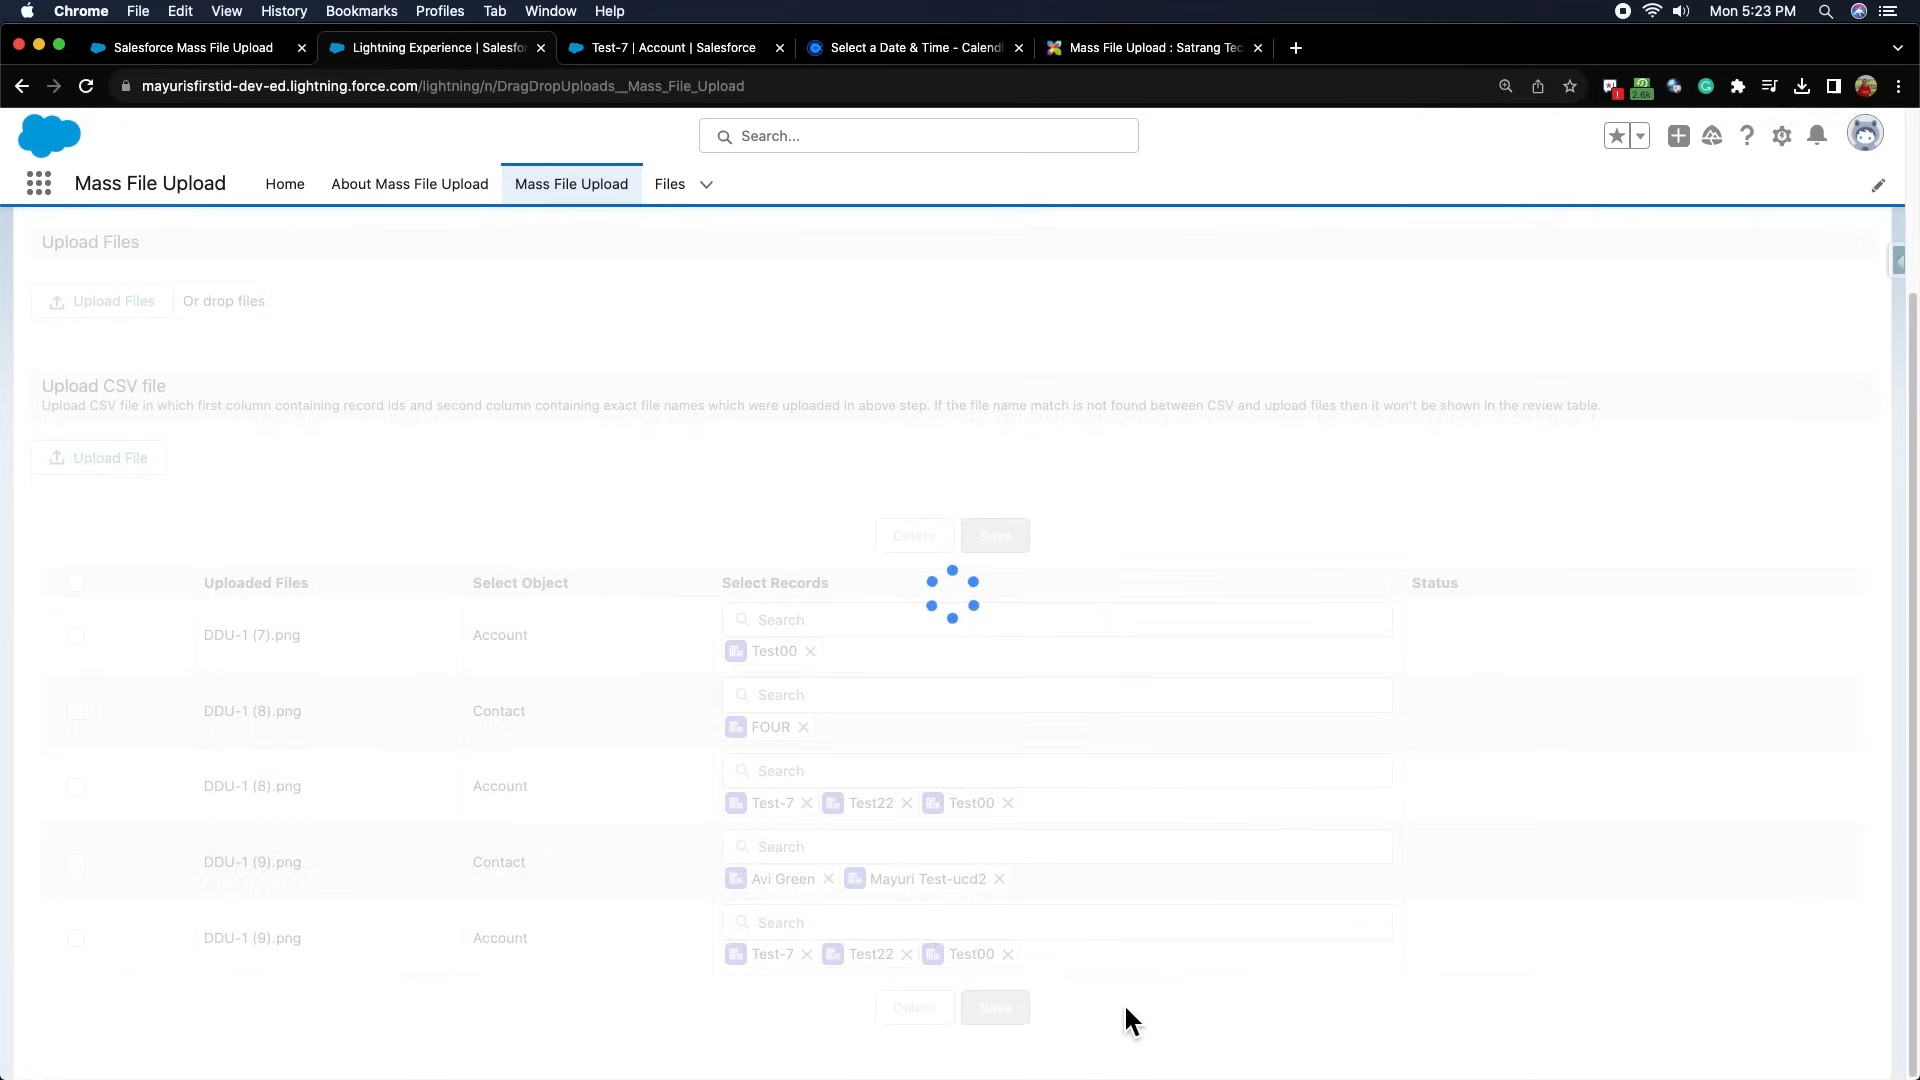 Chrome File Edit View History Bookmarks Profiles Tab Window Help Mon 5:23 PM
Salesforce Mass File Upload Lightning Experience | Salesfo Test-7 | Account | Salesforce Select a Date & Time - Calendl Mass File Upload : Satrang Tec
mayurisfirstid-dev-ed.lightning.force.com/lightning/n/DragDropUploads__Mass_File_Upload
2.6k
Search...
Mass File Upload Home About Mass File Upload Mass File Upload Files
Upload Files
Upload Files Or drop files
Upload CSV file
Upload CSV file in which first column containing record ids and second column containing exact file names which were uploaded in above step. If the file name match is not found between CSV and upload files then it won't be shown in the review table.
Upload File
Delete Save
Uploaded Files Select Object Select Records Status
Search
DDU-1 (7).png Account
Test00
Search
DDU-1 (8).png Contact
FOUR
Search
DDU-1 (8).png Account
Test-7 Test22 Test00
Search
DDU-1 (9).png Contact
Avi Green Mayuri Test-ucd2
Search
DDU-1 (9).png Account
Test-7 Test22 Test00
Delete Save